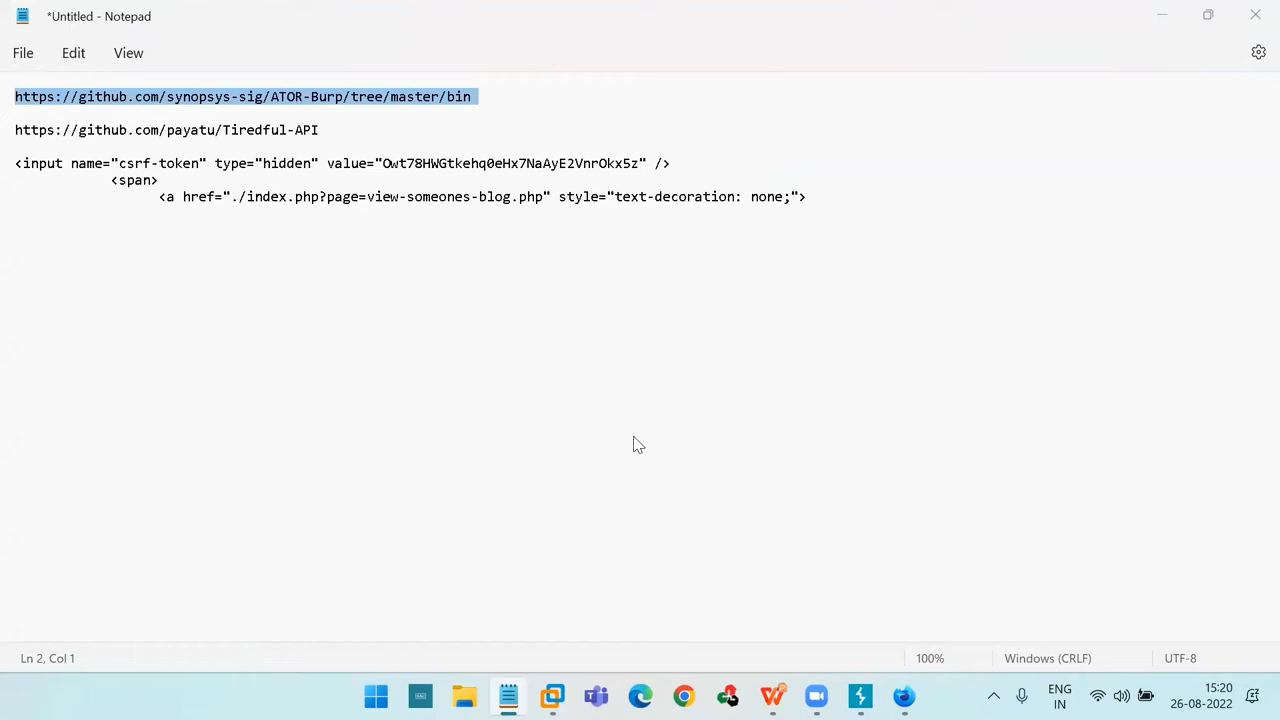 *Untitled - Notepad
File Edit View
https://github.com/synopsys-sig/ATOR-Burp/tree/master/bin
https://github.com/payatu/Tiredful-API
<input name="csrf-token" type="hidden" value="Owt78HWGtkehq0eHx7NaAyE2VnrOkx5z" />
<span>
<a href="./index.php?page=view-someones-blog.php" style="text-decoration: none;">
Ln 2, Col 1 100% Windows (CRLF) UTF-8
ENG 15:20
IN 26-08-2022